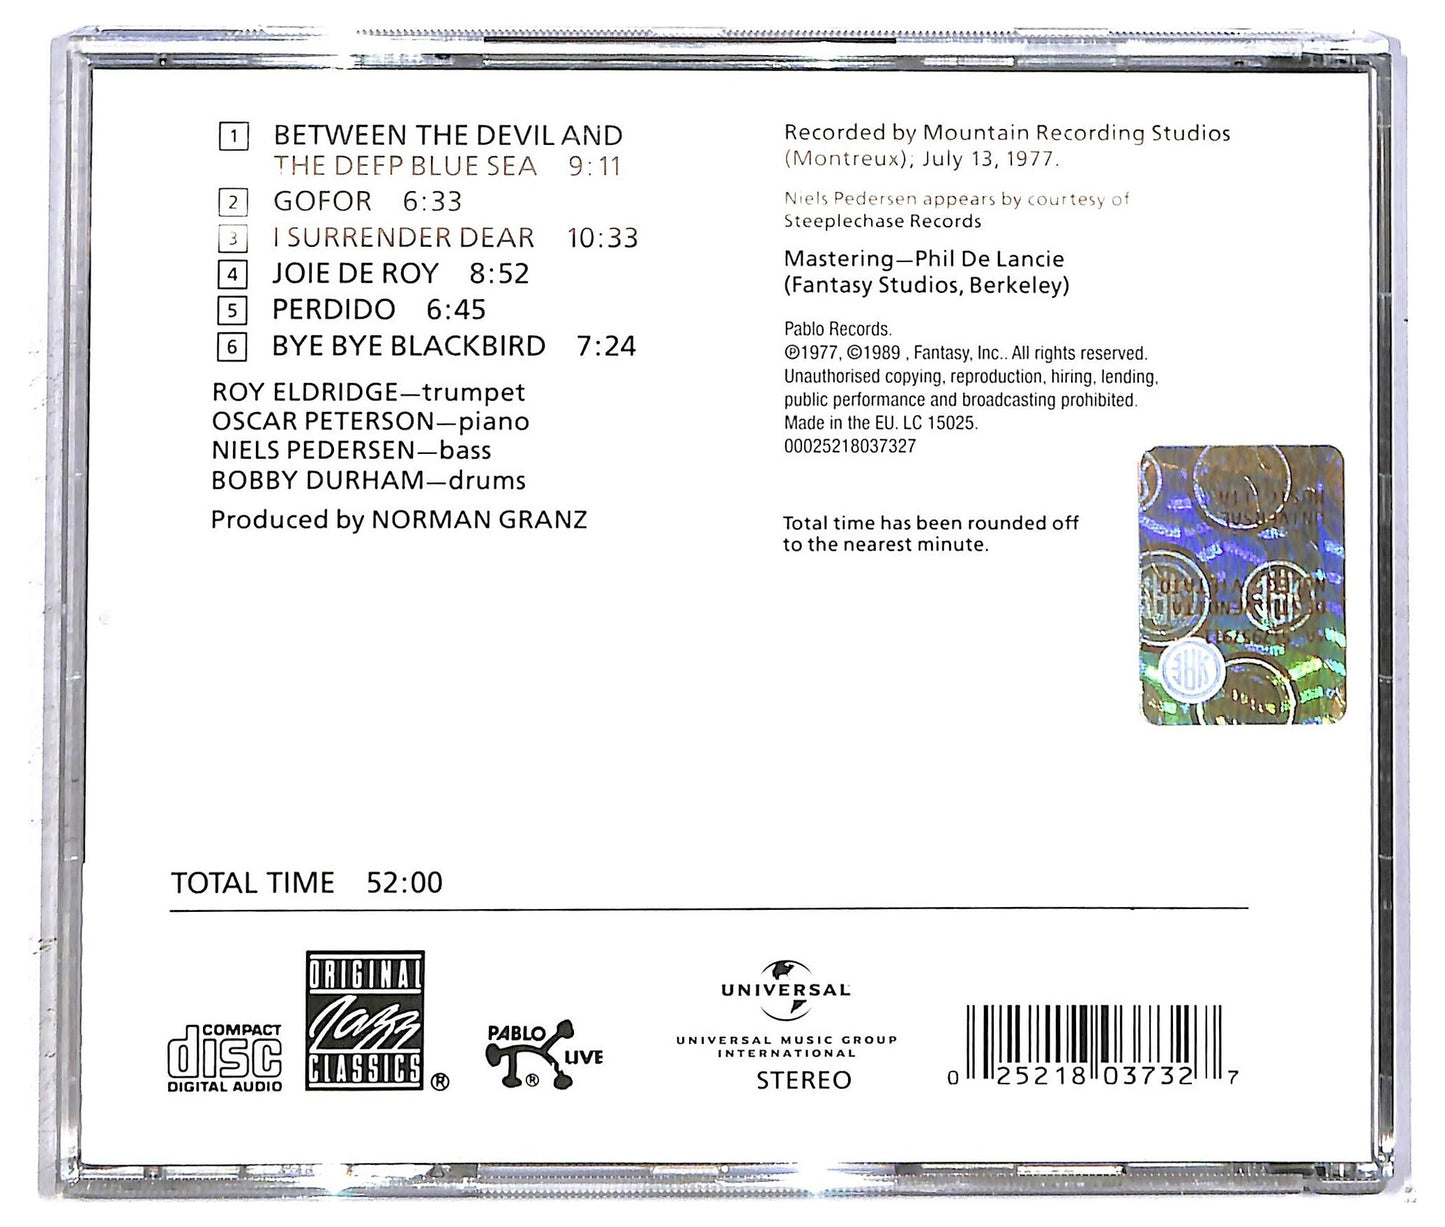 1 BETWEEN THE DEVIL AND
THE DEEP BLUE SEA 9:11
2 GOFOR 6:33
3 I SURRENDER DEAR 10:33
4 JOIE DE ROY 8:52
5 PERDIDO 6:45
6 BYE BYE BLACKBIRD 7:24
ROY ELDRIDGE—trumpet
OSCAR PETERSON—piano
NIELS PEDERSEN—bass
BOBBY DURHAM—drums
Produced by NORMAN GRANZ
Recorded by Mountain Recording Studios
(Montreux); July 13, 1977.
Niels Pedersen appears by courtesy of
Steeplechase Records
Mastering—Phil De Lancie
(Fantasy Studios, Berkeley)
Pablo Records.
℗1977, ©1989 , Fantasy, Inc.. All rights reserved.
Unauthorised copying, reproduction, hiring, lending,
public performance and broadcasting prohibited.
Made in the EU. LC 15025.
00025218037327
Total time has been rounded off
to the nearest minute.
TOTAL TIME 52:00
COMPACT
disc
DIGITAL AUDIO
ORIGINAL
Jazz
CLASSICS ®
PABLO
LIVE
®
UNIVERSAL
UNIVERSAL MUSIC GROUP
INTERNATIONAL
STEREO
0 25218 03732 7